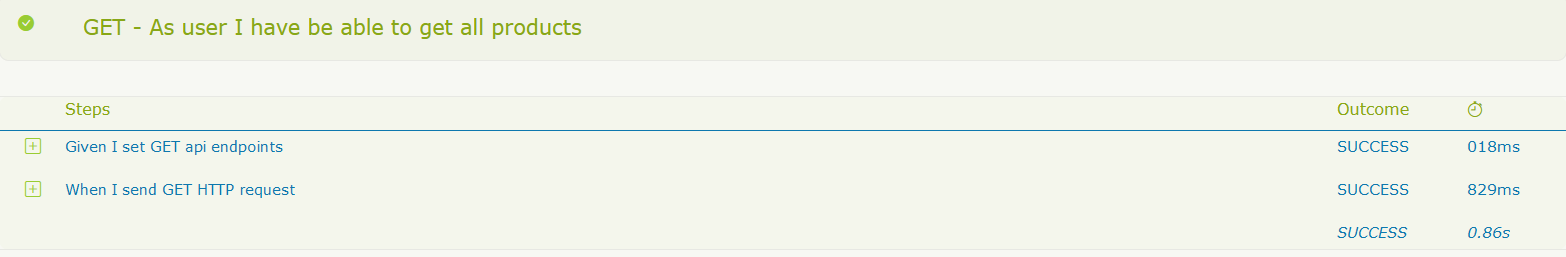 GET - As user I have be able to get all products
Steps Outcome
Given I set GET api endpoints SUCCESS 018ms
When I send GET HTTP request SUCCESS 829ms
SUCCESS 0.86s